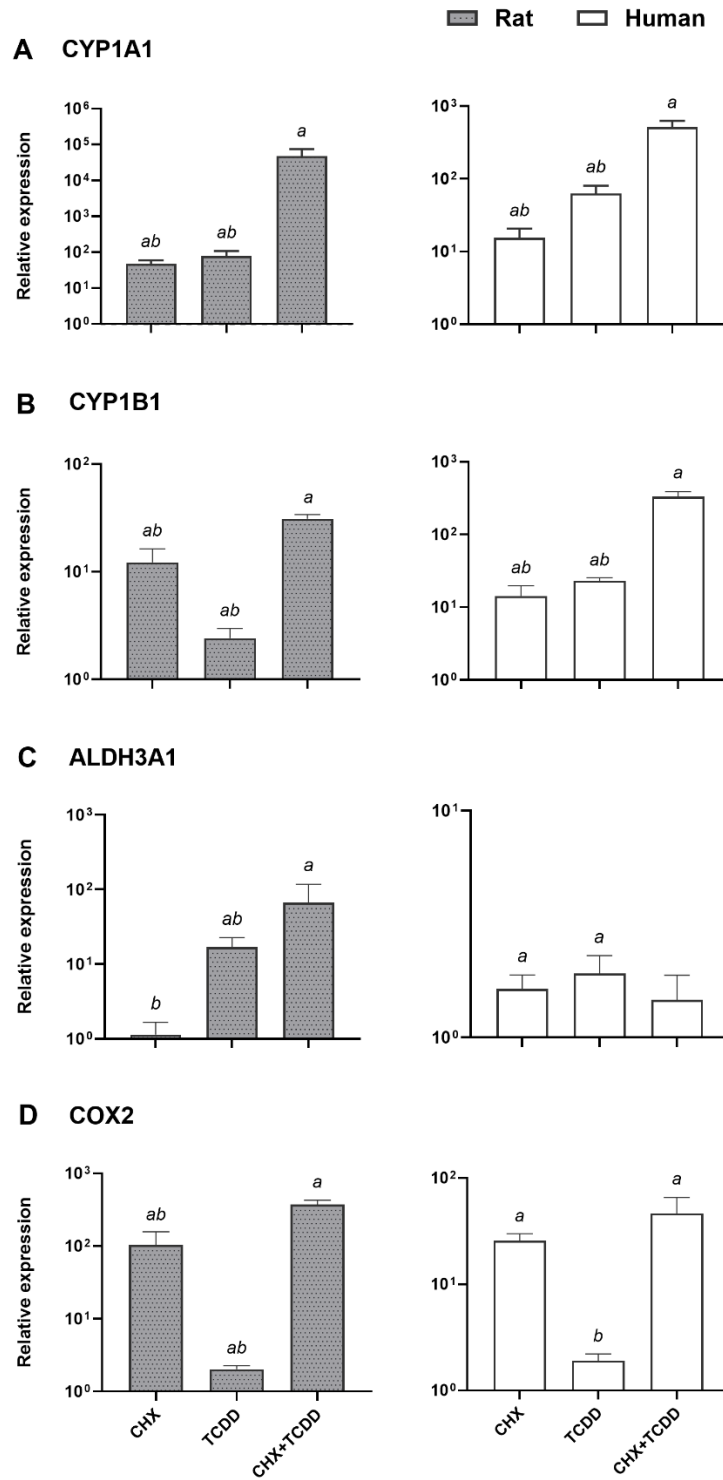 Rat Human
A CYP1A1
Relative expression
10⁶
10⁵
10⁴
10³
10²
10¹
10⁰
ab ab a
10³
10²
10¹
10⁰
ab ab a
B CYP1B1
Relative expression
10²
10¹
10⁰
ab ab a
10³
10²
10¹
10⁰
ab ab a
C ALDH3A1
Relative expression
10³
10²
10¹
10⁰
b ab a
10¹
10⁰
a a
D COX2
Relative expression
10³
10²
10¹
10⁰
ab ab a
10²
10¹
10⁰
a b a
CHX TCDD CHX+TCDD
CHX TCDD CHX+TCDD